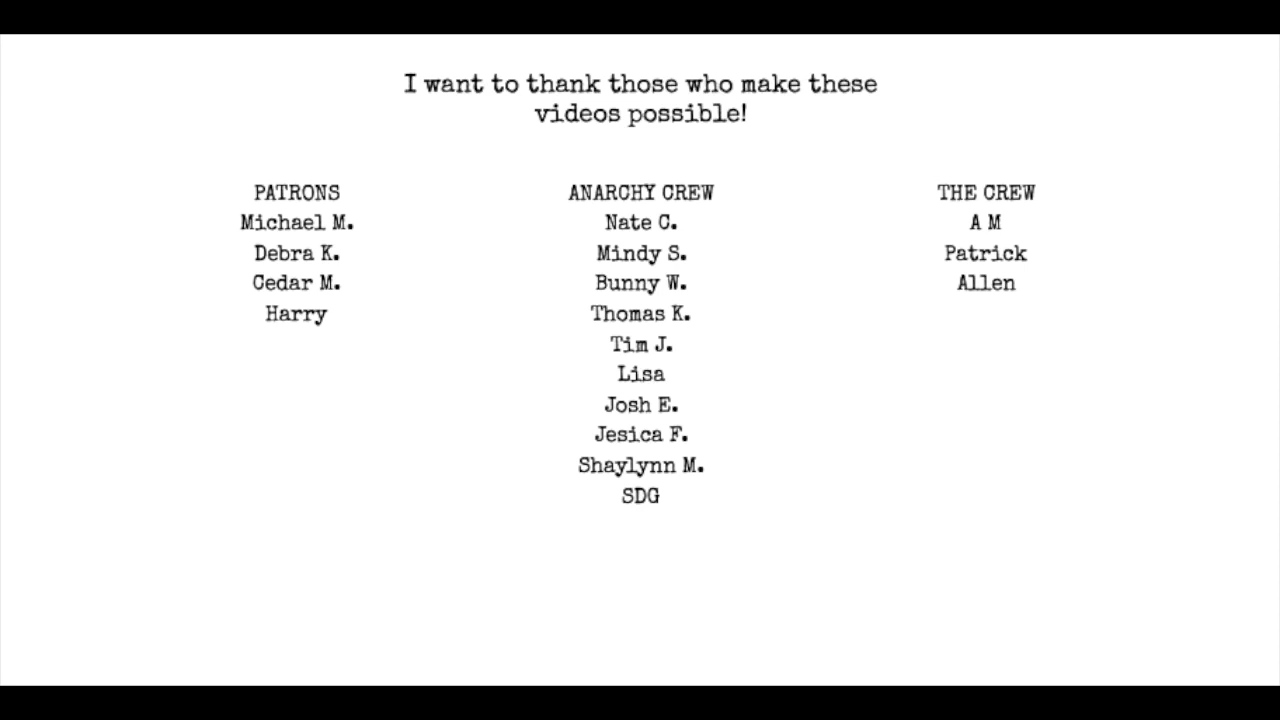 I want to thank those who make these
videos possible!
PATRONS
Michael M.
Debra K.
Cedar M.
Harry
ANARCHY CREW
Nate C.
Mindy S.
Bunny W.
Thomas K.
Tim J.
Lisa
Josh E.
Jesica F.
Shaylynn M.
SDG
THE CREW
A M
Patrick
Allen